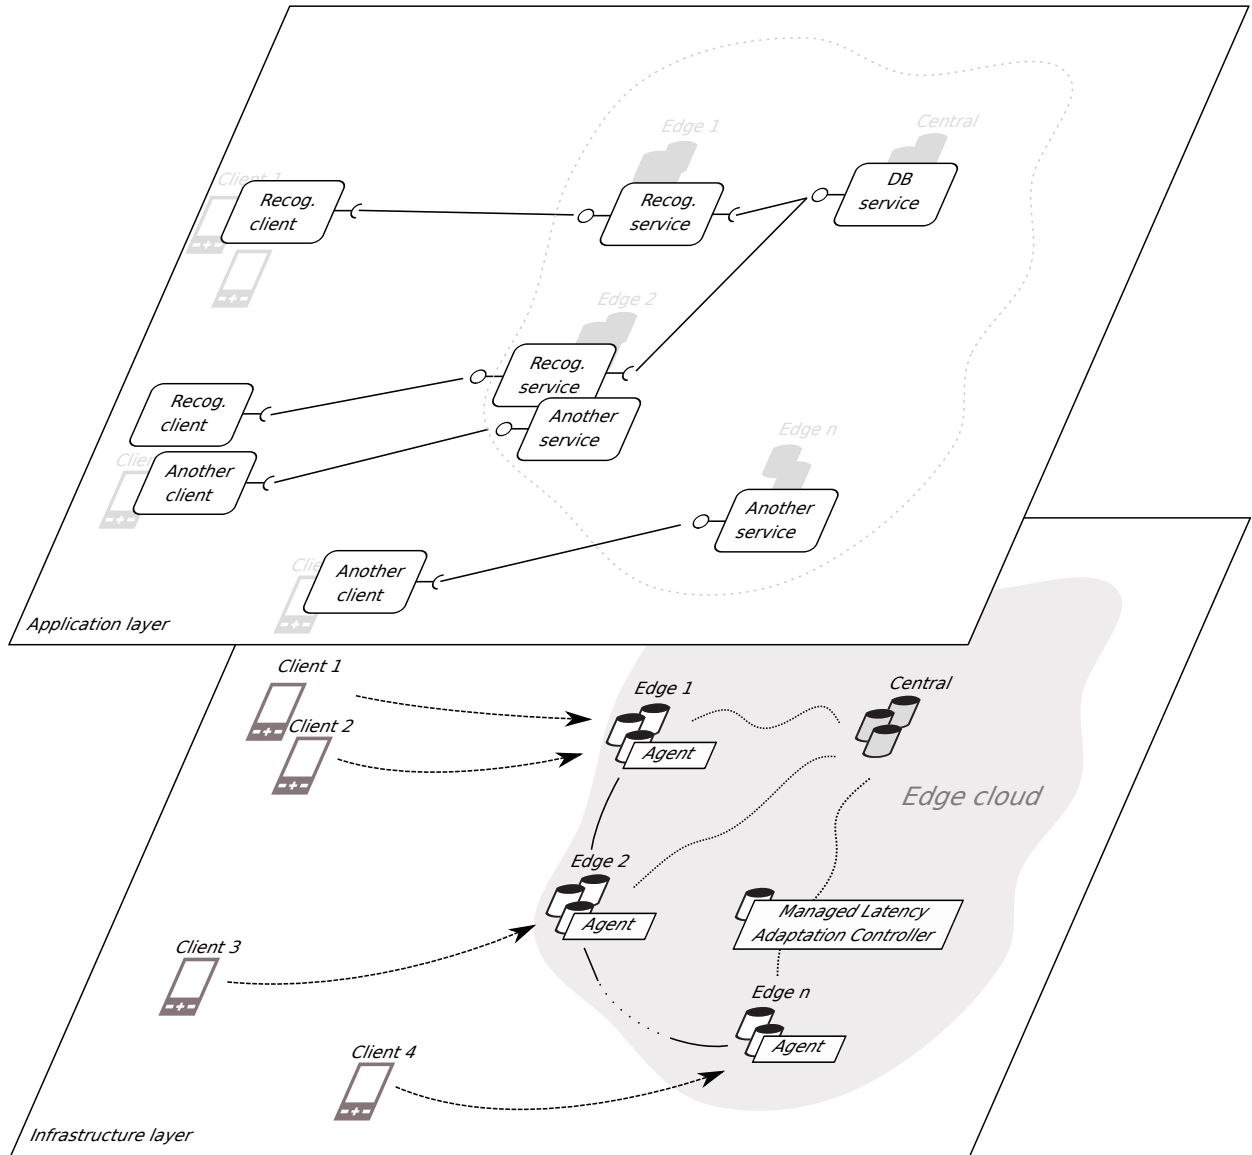 Edge 1
Central
Client 1
Recog.
client
Recog.
service
DB
service
Edge 2
Recog.
service
Recog.
client
Another
service
Another
client
Edge n
Another
service
Another
client
Application layer
Client 1
Edge 1
Central
Client 2
Agent
Edge cloud
Edge 2
Agent
Managed Latency
Adaptation Controller
Client 3
Edge n
Agent
Client 4
Infrastructure layer